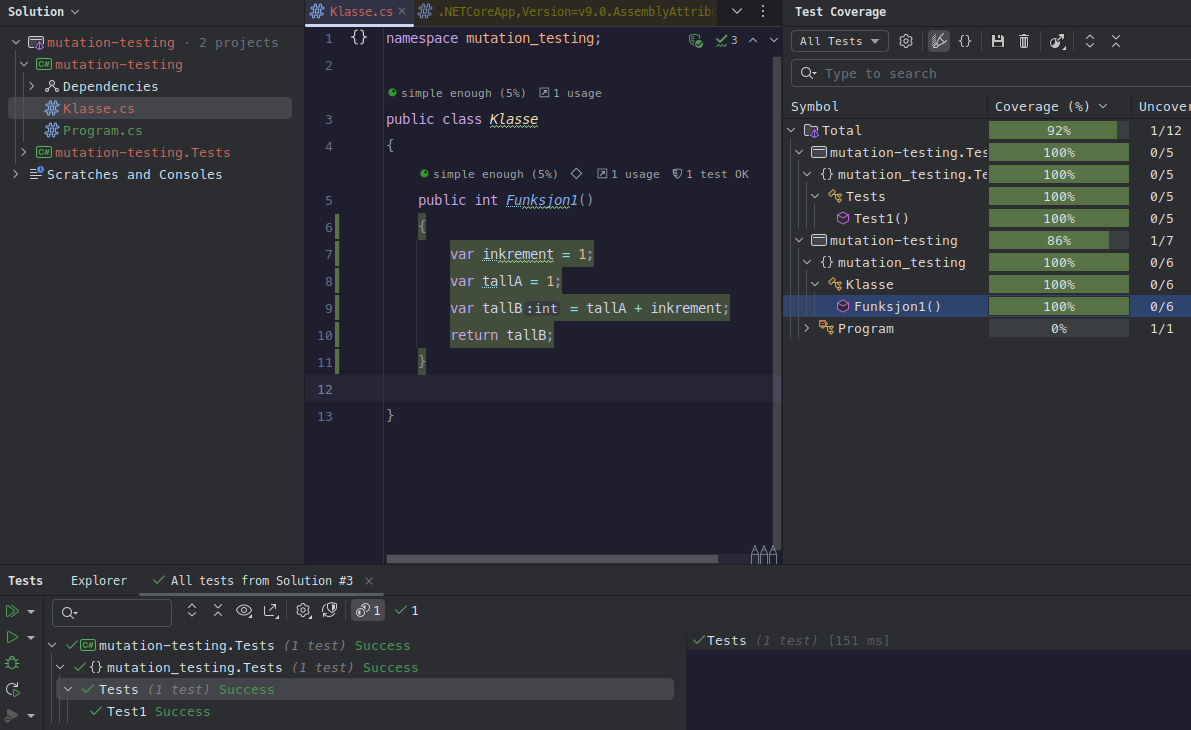 Solution
mutation-testing · 2 projects
C# mutation-testing
Dependencies
Klasse.cs
Program.cs
C# mutation-testing.Tests
Scratches and Consoles
Klasse.cs
.NETCoreApp,Version=v9.0.AssemblyAttrib
1 {} namespace mutation_testing;
3
2
simple enough (5%) 1 usage
3 public class Klasse
4 {
simple enough (5%) 1 usage 1 test OK
5 public int Funksjon1()
6 {
7 var inkrement = 1;
8 var tallA = 1;
9 var tallB:int = tallA + inkrement;
10 return tallB;
11 }
12
13 }
Test Coverage
All Tests
{}
Type to search
Symbol Coverage (%) Uncover
Total 92% 1/12
mutation-testing.Tes 100% 0/5
{} mutation_testing.Te 100% 0/5
Tests 100% 0/5
Test1() 100% 0/5
mutation-testing 86% 1/7
{} mutation_testing 100% 0/6
Klasse 100% 0/6
Funksjon1() 100% 0/6
Program 0% 1/1
Tests Explorer All tests from Solution #3
1 1
C# mutation-testing.Tests (1 test) Success
{} mutation_testing.Tests (1 test) Success
Tests (1 test) Success
Test1 Success
Tests (1 test) [151 ms]